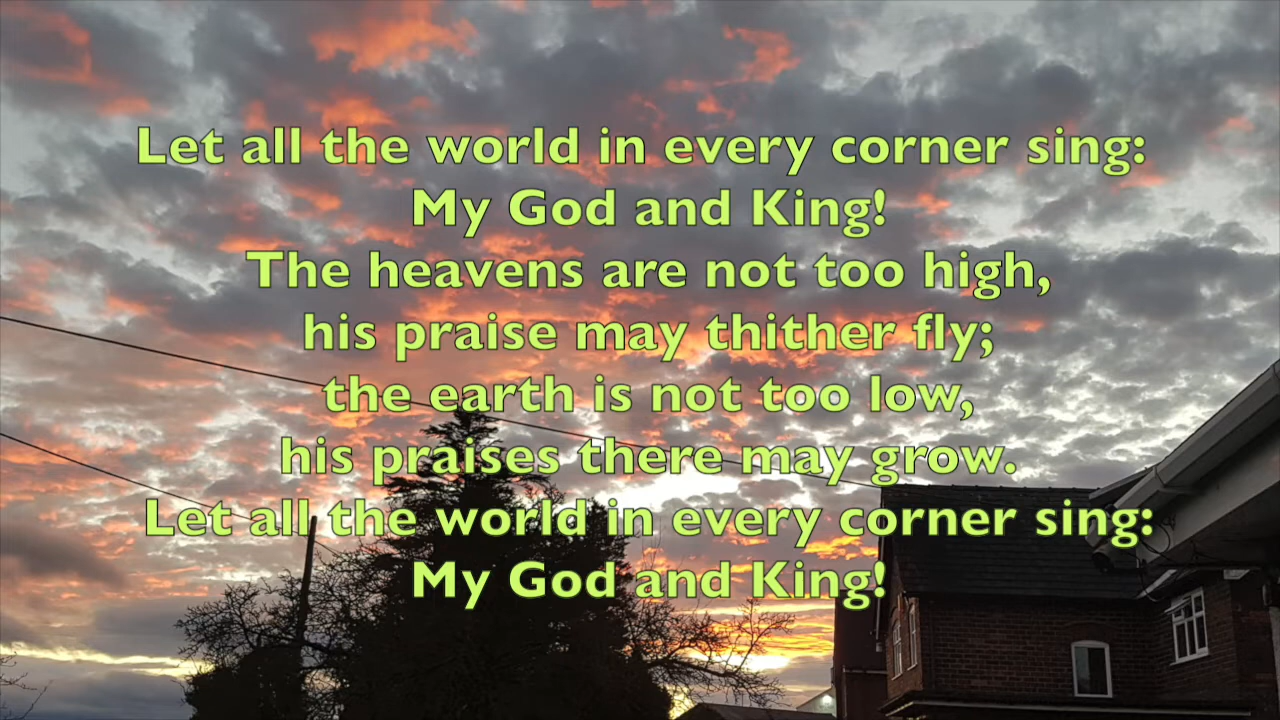 Let all the world in every corner sing:
My God and King!
The heavens are not too high,
his praise may thither fly;
the earth is not too low,
his praises there may grow.
Let all the world in every corner sing:
My God and King!